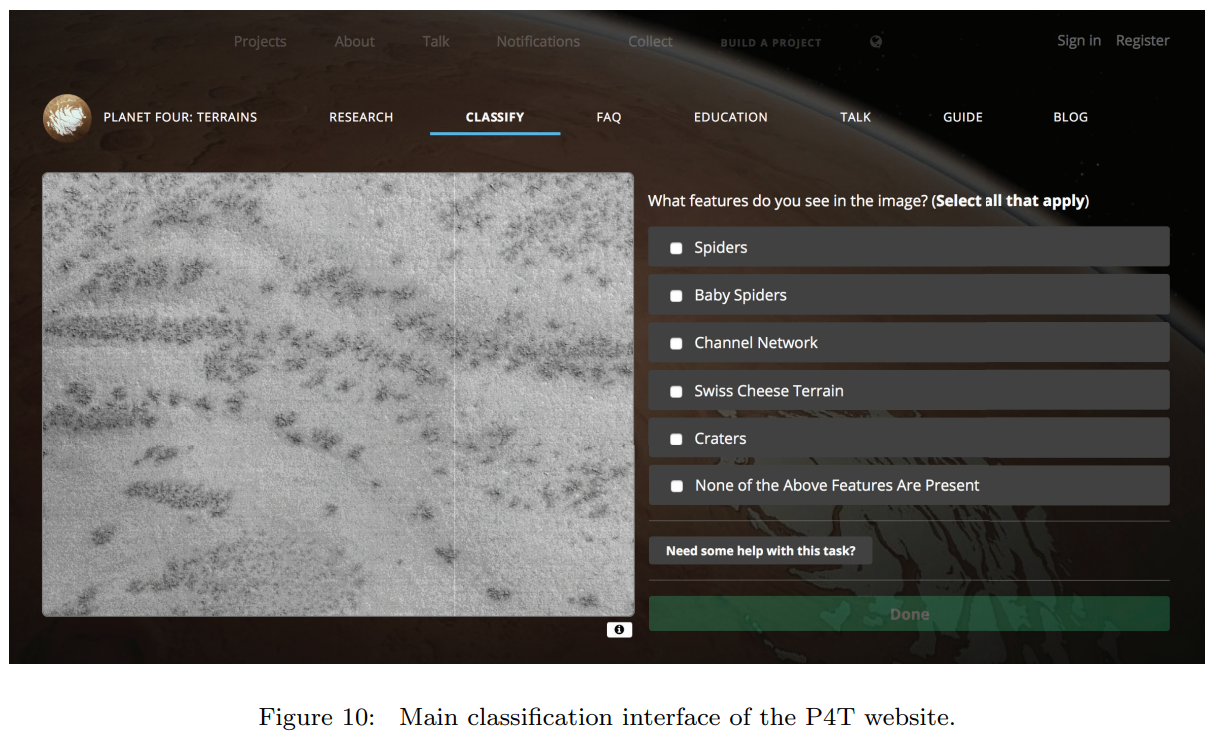 Projects About Talk Notifications Collect BUILD A PROJECT Sign in Register
PLANET FOUR: TERRAINS RESEARCH CLASSIFY FAQ EDUCATION TALK GUIDE BLOG
What features do you see in the image? (Select all that apply)
Spiders
Baby Spiders
Channel Network
Swiss Cheese Terrain
Craters
None of the Above Features Are Present
Need some help with this task?
Done
Figure 10: Main classification interface of the P4T website.